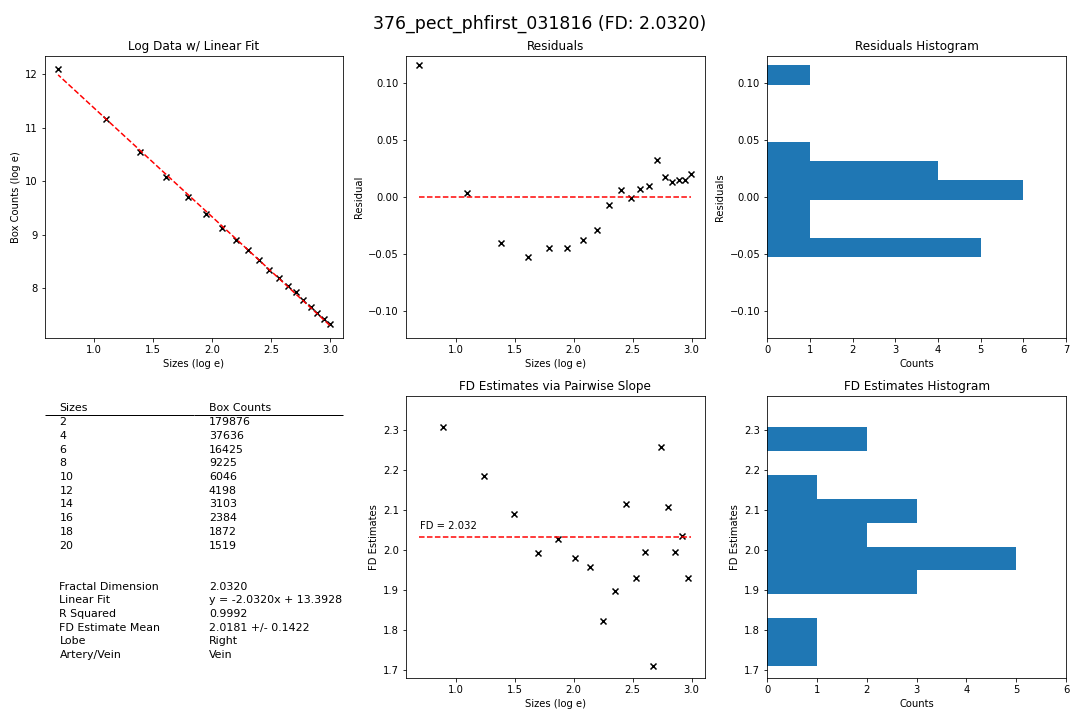 376_pect_phfirst_031816 (FD: 2.0320)
Log Data w/ Linear Fit
12
11
10
9
8
Box Counts (log e)
1.0 1.5 2.0 2.5 3.0
Sizes (log e)
Residuals
0.10
0.05
0.00
−0.05
−0.10
Residual
1.0 1.5 2.0 2.5 3.0
Sizes (log e)
Residuals Histogram
0.10
0.05
0.00
−0.05
−0.10
Residuals
0 1 2 3 4 5 6 7
Counts
Sizes Box Counts
2 179876
4 37636
6 16425
8 9225
10 6046
12 4198
14 3103
16 2384
18 1872
20 1519
Fractal Dimension 2.0320
Linear Fit y = -2.0320x + 13.3928
R Squared 0.9992
FD Estimate Mean 2.0181 +/- 0.1422
Lobe Right
Artery/Vein Vein
FD Estimates via Pairwise Slope
2.3
2.2
2.1
2.0
1.9
1.8
1.7
FD Estimates
FD = 2.032
1.0 1.5 2.0 2.5 3.0
Sizes (log e)
FD Estimates Histogram
2.3
2.2
2.1
2.0
1.9
1.8
1.7
FD Estimates
0 1 2 3 4 5 6
Counts